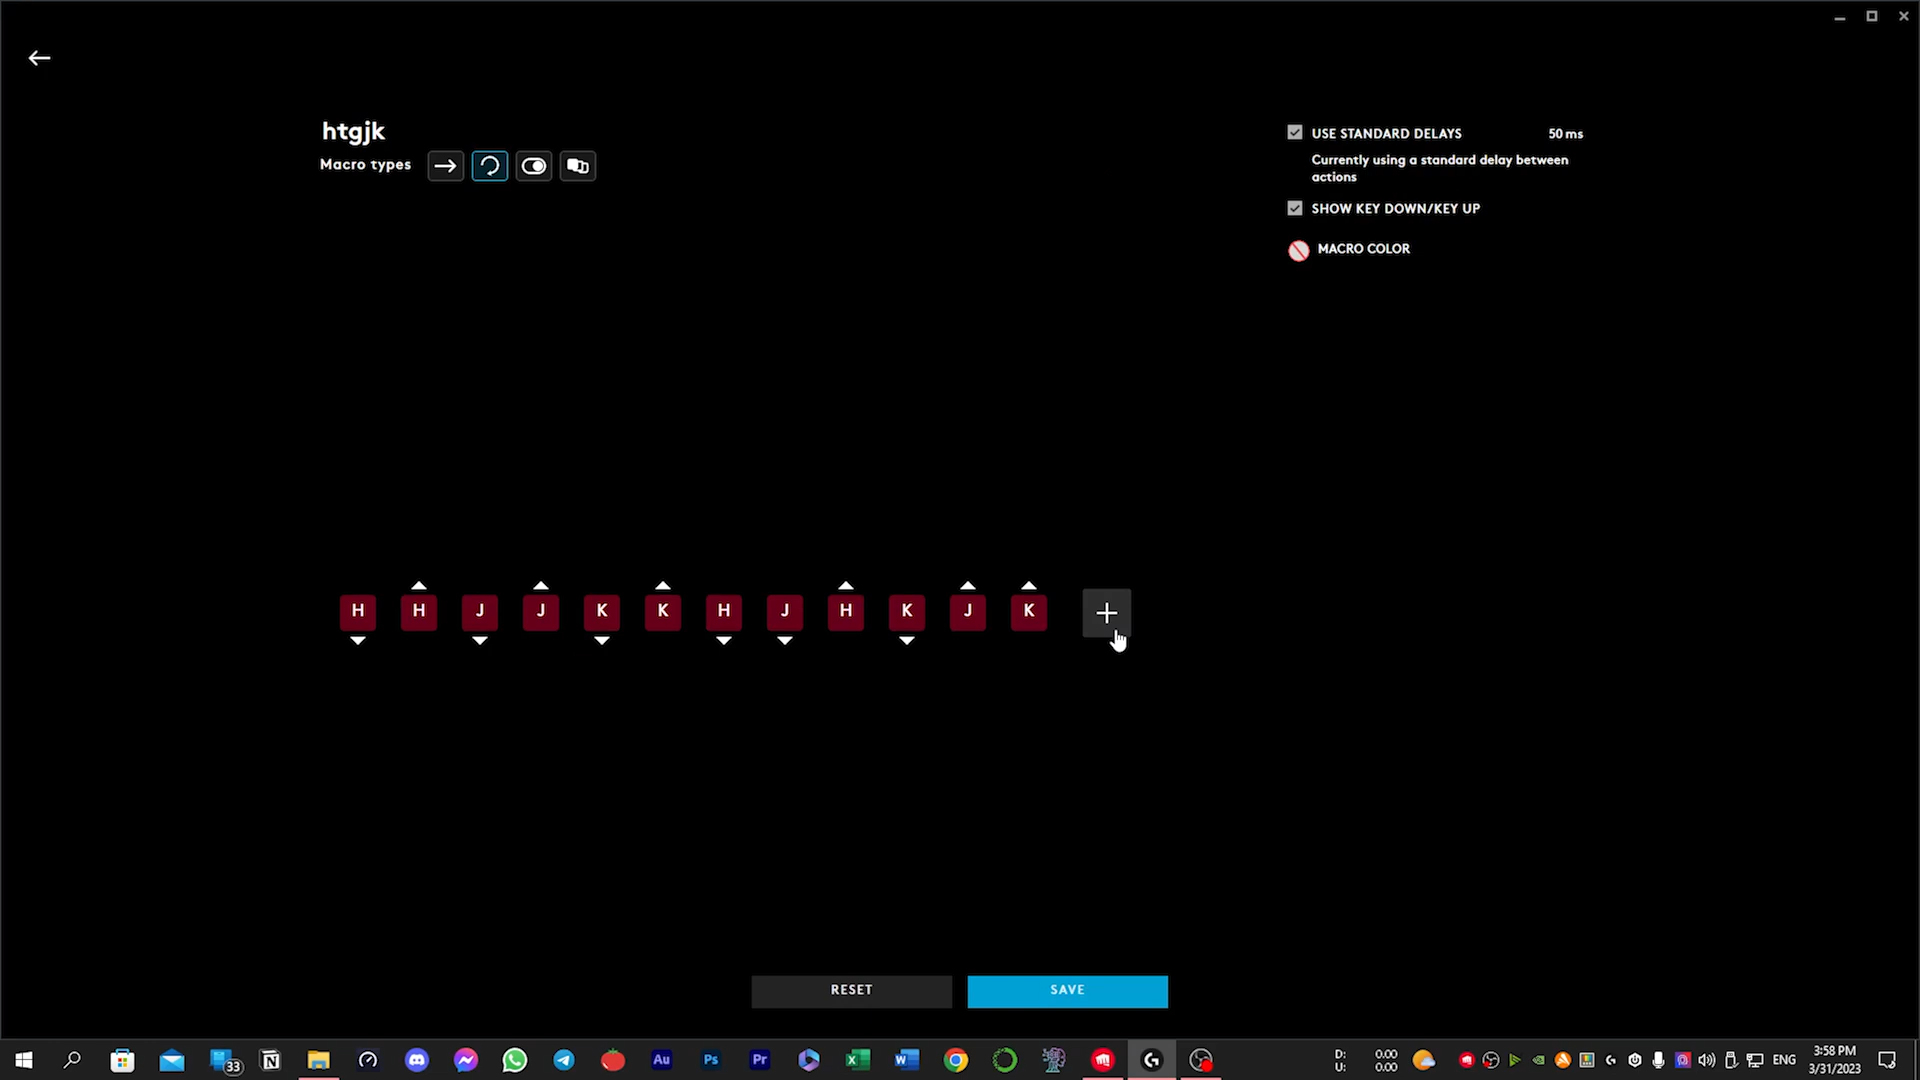 htgjk
Macro types
USE STANDARD DELAYS 50 ms
Currently using a standard delay between
actions
SHOW KEY DOWN/KEY UP
MACRO COLOR
H H J J K K H J H K J K
RESET SAVE
33 N Au Ps Pr X W D: 0.00 ENG 3:58 PM
U: 0.00 3/31/2023